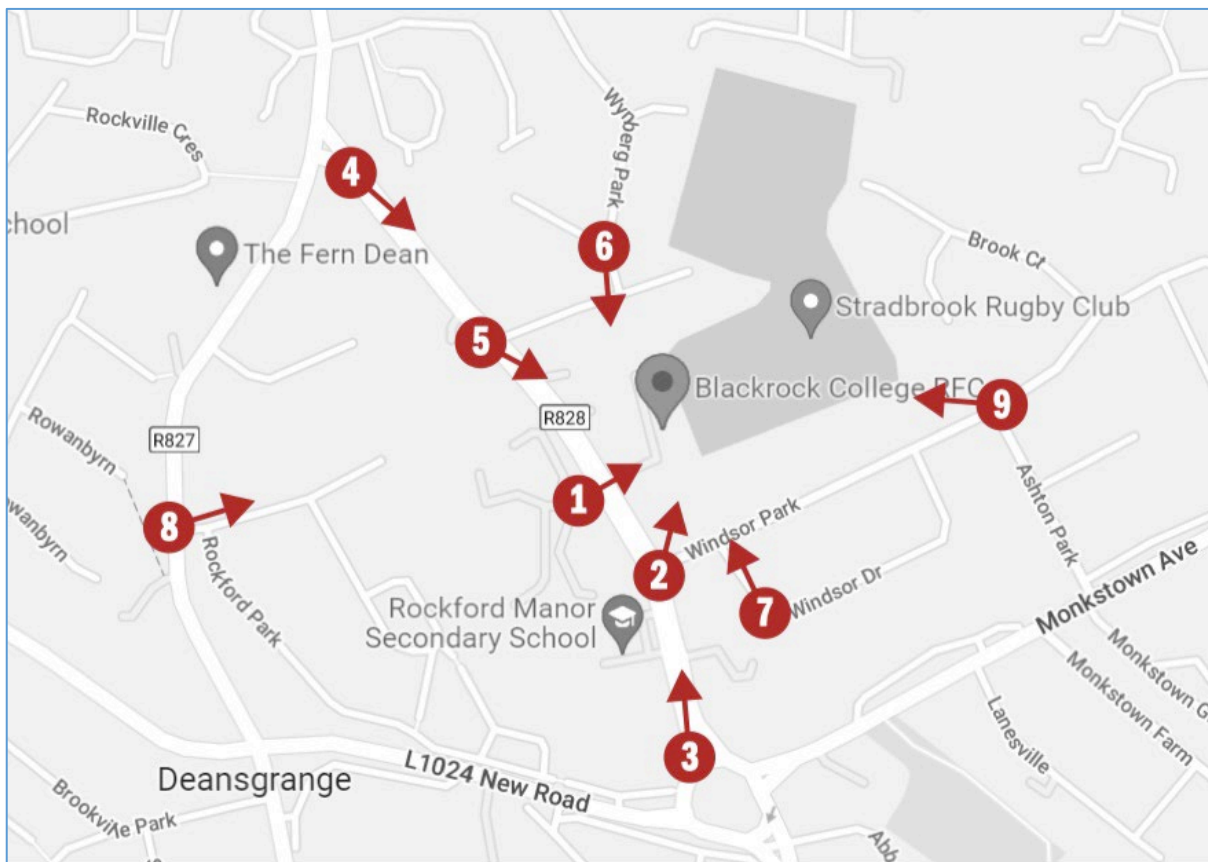 Rockville Cres
4
Wynberg Park
chool
The Fern Dean
6
Brook Ct
Stradbrook Rugby Club
5
Blackrock College RFC
9
R828
Rowanbyrn
R827
1
Ashton Park
8
Rowanbyrn
Windsor Park
2
Rockford Park
Rockford Manor
Secondary School
7
Windsor Dr
Monkstown Ave
3
Monkstown Farm
Lanesville
Deansgrange
L1024 New Road
Brookville Park